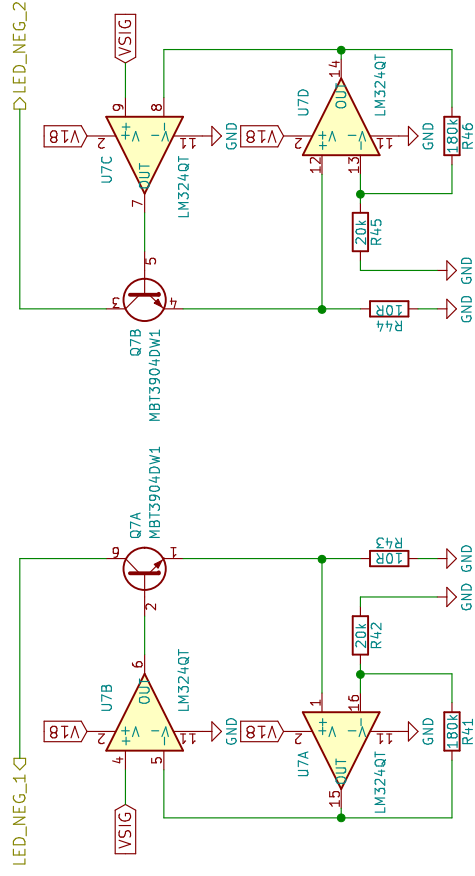 LED_NEG_2
VSIG
9
8
V18
2
+
V+
V-
-
11
GND
U7C
OUT
LM324QT
7
5
3
4
Q7B
MBT3904DW1
14
OUT
U7D
LM324QT
V18
2
+
V+
V-
-
11
GND
12
13
180k
R46
20k
R45
GND
10R
R44
GND
MBT3904DW1
Q7A
6
1
2
10R
R43
GND
GND
20k
R42
6
OUT
U7B
LM324QT
V18
2
+
V+
V-
-
11
GND
4
5
VSIG
LED_NEG_1
1
16
V18
2
+
V+
V-
-
11
GND
U7A
OUT
LM324QT
15
180k
R41